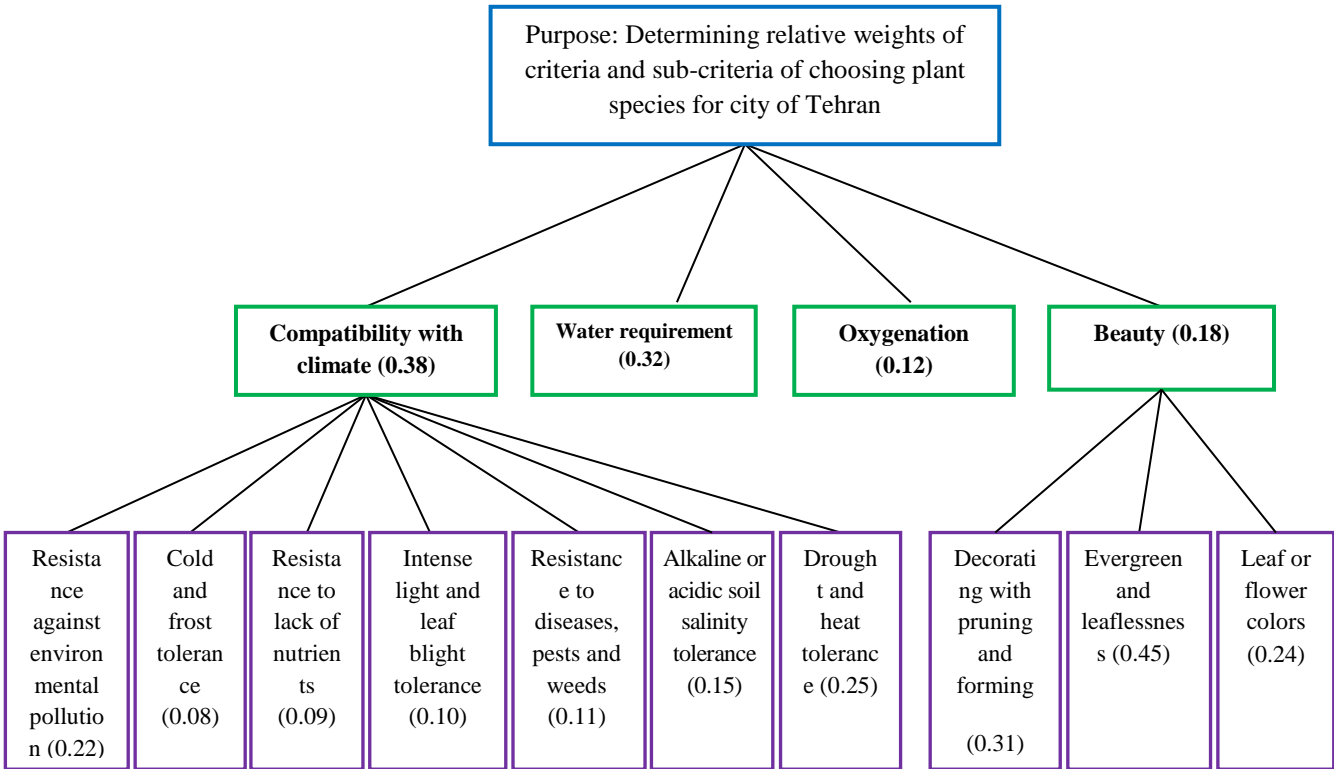 Purpose: Determining relative weights of
criteria and sub-criteria of choosing plant
species for city of Tehran
Compatibility with
climate (0.38)
Water requirement
(0.32)
Oxygenation
(0.12)
Beauty (0.18)
Resista
nce
against
environ
mental
pollutio
n (0.22)
Cold
and
frost
toleran
ce
(0.08)
Resista
nce to
lack of
nutrien
ts
(0.09)
Intense
light and
leaf
blight
tolerance
(0.10)
Resistanc
e to
diseases,
pests and
weeds
(0.11)
Alkaline or
acidic soil
salinity
tolerance
(0.15)
Drough
t and
heat
toleranc
e (0.25)
Decorati
ng with
pruning
and
forming
(0.31)
Evergreen
and
leaflessnes
s (0.45)
Leaf or
flower
colors
(0.24)